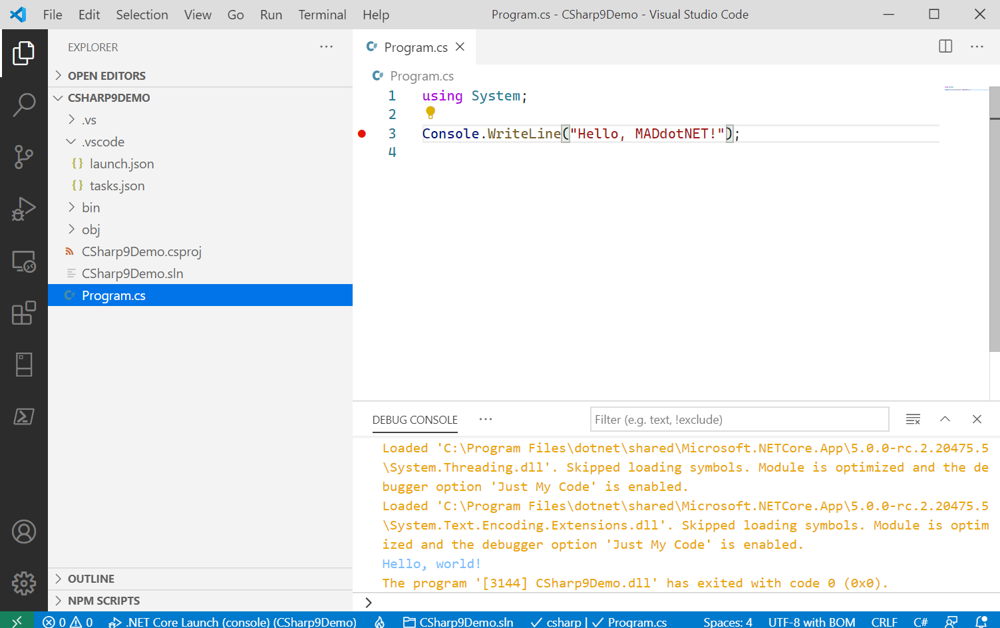 File Edit Selection View Go Run Terminal Help Program.cs - CSharp9Demo - Visual Studio Code
EXPLORER
OPEN EDITORS
CSHARP9DEMO
.vs
.vscode
{} launch.json
{} tasks.json
bin
obj
CSharp9Demo.csproj
CSharp9Demo.sln
C# Program.cs
OUTLINE
NPM SCRIPTS
C# Program.cs
C# Program.cs
1 using System;
2
3 Console.WriteLine("Hello, MADdotNET!");
4
DEBUG CONSOLE Filter (e.g. text, !exclude)
Loaded 'C:\Program Files\dotnet\shared\Microsoft.NETCore.App\5.0.0-rc.2.20475.5
\System.Threading.dll'. Skipped loading symbols. Module is optimized and the de
bugger option 'Just My Code' is enabled.
Loaded 'C:\Program Files\dotnet\shared\Microsoft.NETCore.App\5.0.0-rc.2.20475.5
\System.Text.Encoding.Extensions.dll'. Skipped loading symbols. Module is optim
ized and the debugger option 'Just My Code' is enabled.
Hello, world!
The program '[3144] CSharp9Demo.dll' has exited with code 0 (0x0).
>
0 0 .NET Core Launch (console) (CSharp9Demo) CSharp9Demo.sln ✓ csharp | ✓ Program.cs Spaces: 4 UTF-8 with BOM CRLF C#